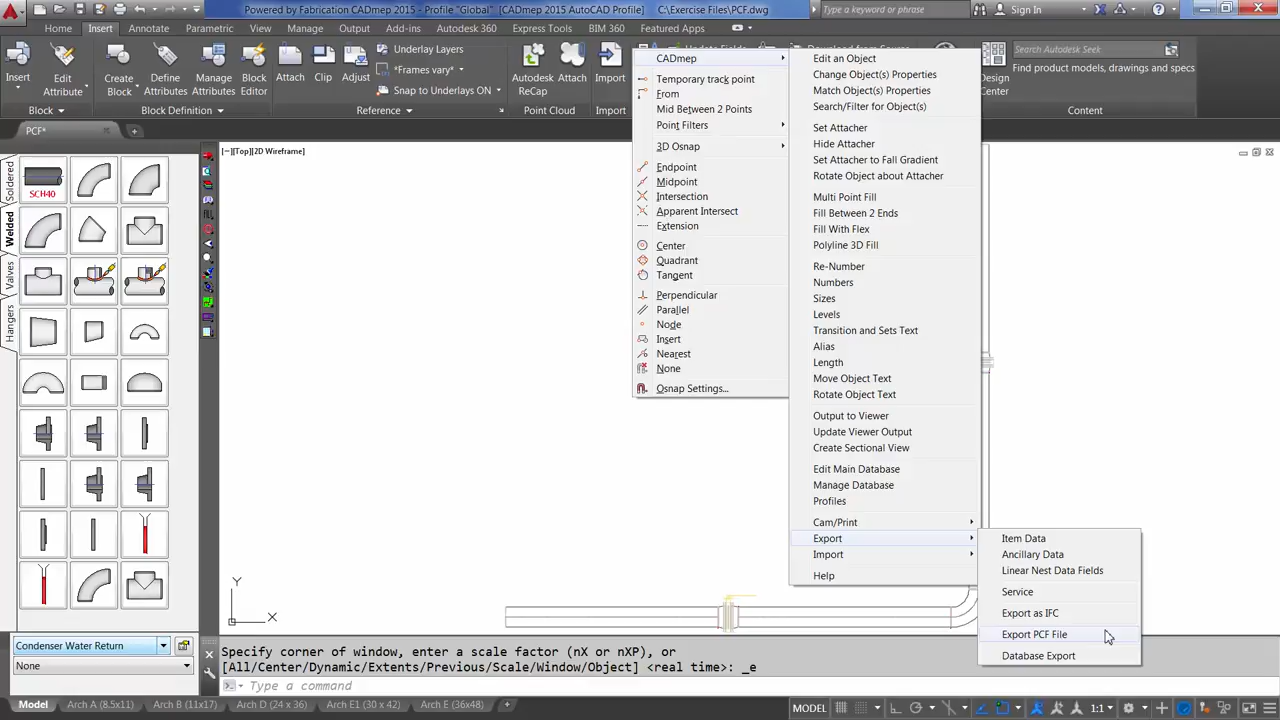 Powered by Fabrication CADmep 2015 - Profile "Global"  [CADmep 2015 AutoCAD Profile]  C:\Exercise Files\PCF.dwg
Type a keyword or phrase
Sign In
Home Insert Annotate Parametric View Manage Output Add-ins Autodesk 360 Express Tools BIM 360 Featured Apps
Insert
Edit
Attribute
Create
Block
Define
Attributes
Manage
Attributes
Block
Editor
Attach
Clip
Adjust
Underlay Layers
*Frames vary*
Snap to Underlays ON
Autodesk
ReCap
Attach
Import
Design
Center
Search Autodesk Seek
Find product models, drawings and specs
Block
Block Definition
Reference
Point Cloud
Import
Content
PCF*
[−][Top][2D Wireframe]
Soldered
Welded
Valves
Hangers
SCH40
CADmep
Temporary track point
From
Mid Between 2 Points
Point Filters
3D Osnap
Endpoint
Midpoint
Intersection
Apparent Intersect
Extension
Center
Quadrant
Tangent
Perpendicular
Parallel
Node
Insert
Nearest
None
Osnap Settings...
Edit an Object
Change Object(s) Properties
Match Object(s) Properties
Search/Filter for Object(s)
Set Attacher
Hide Attacher
Set Attacher to Fall Gradient
Rotate Object about Attacher
Multi Point Fill
Fill Between 2 Ends
Fill With Flex
Polyline 3D Fill
Re-Number
Numbers
Sizes
Levels
Transition and Sets Text
Alias
Length
Move Object Text
Rotate Object Text
Output to Viewer
Update Viewer Output
Create Sectional View
Edit Main Database
Manage Database
Profiles
Cam/Print
Export
Import
Help
Item Data
Ancillary Data
Linear Nest Data Fields
Service
Export as IFC
Export PCF File
Database Export
Y
X
Condenser Water Return
None
Specify corner of window, enter a scale factor (nX or nXP), or
[All/Center/Dynamic/Extents/Previous/Scale/Window/Object] <real time>: _e
Type a command
Model Arch A (8.5x11) Arch B (11x17) Arch D (24 x 36) Arch E1 (30 x 42) Arch E (36x48)
MODEL
1:1